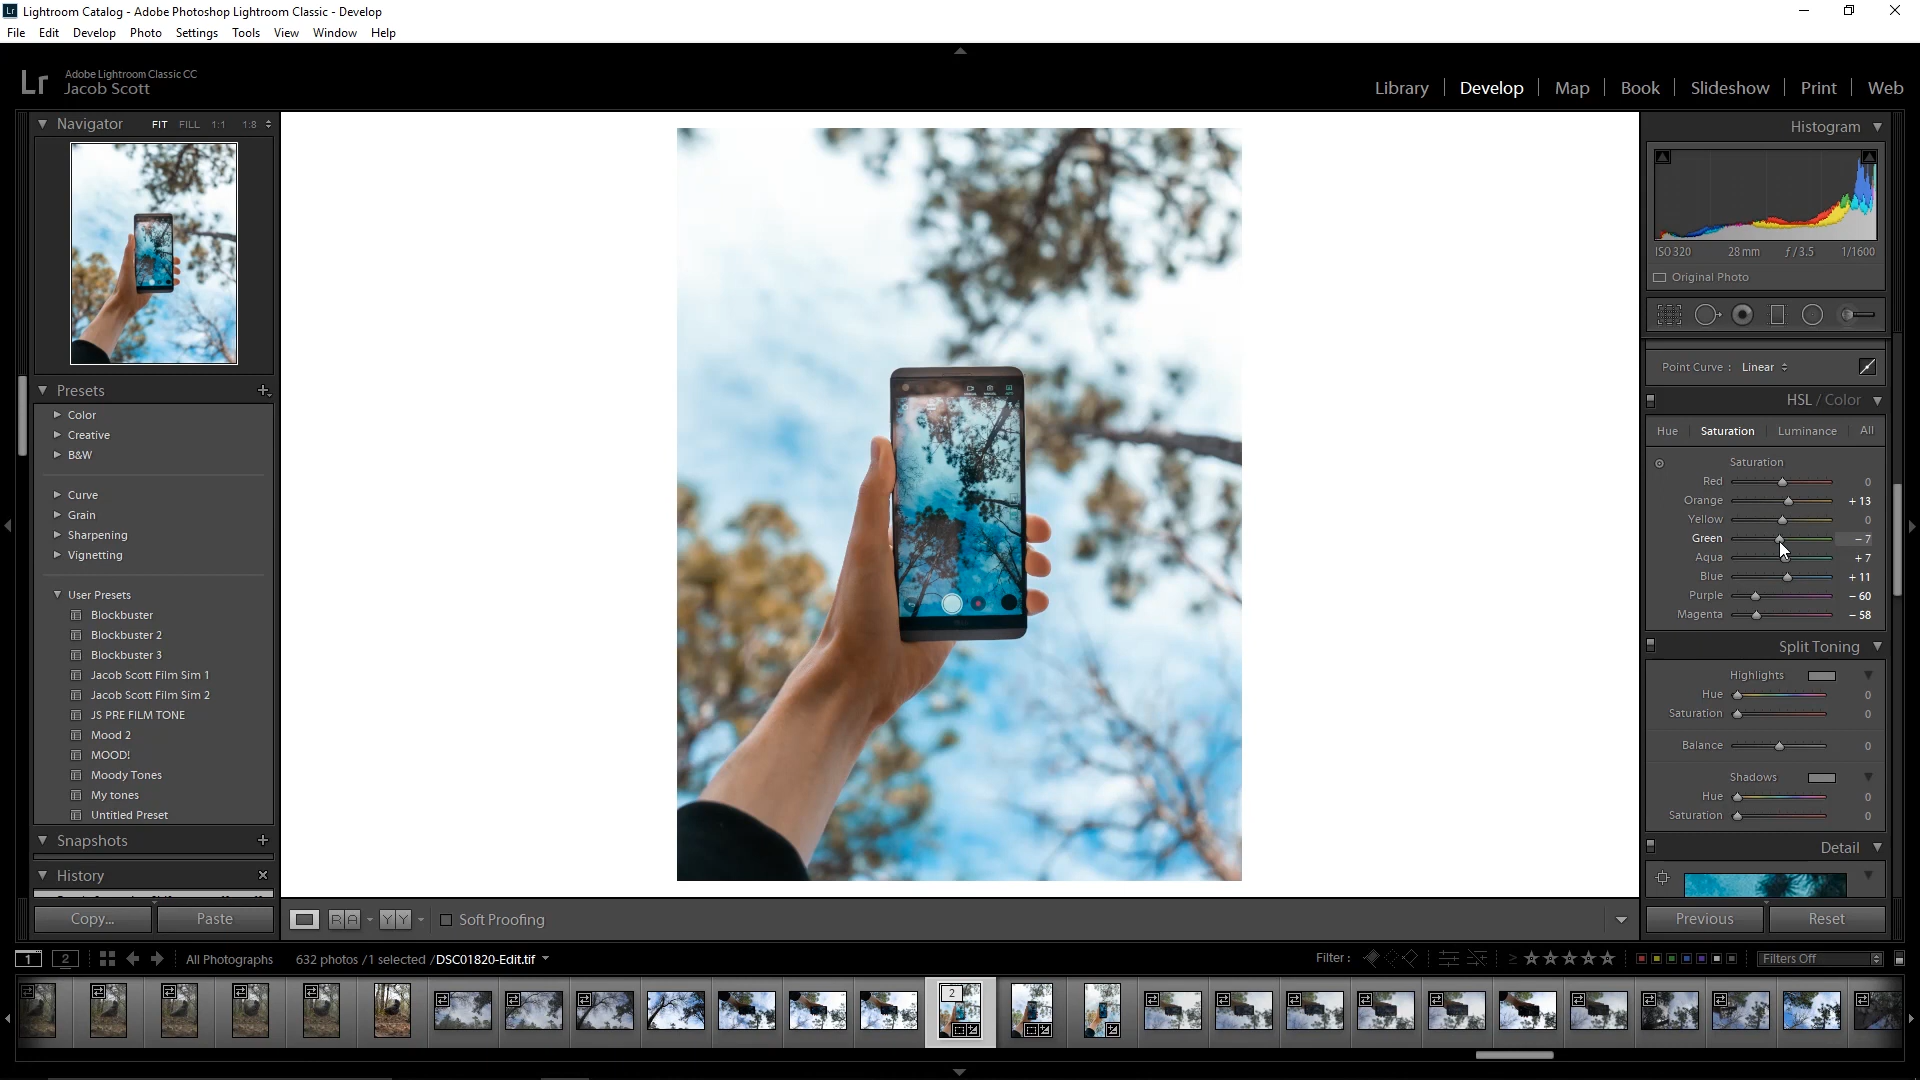 Lr Lightroom Catalog - Adobe Photoshop Lightroom Classic - Develop
File Edit Develop Photo Settings Tools View Window Help
Lr Adobe Lightroom Classic CC
Jacob Scott
Library Develop Map Book Slideshow Print Web
Navigator FIT FILL 1:1 1:8
Presets +
Color
Creative
B&W
Curve
Grain
Sharpening
Vignetting
User Presets
Blockbuster
Blockbuster 2
Blockbuster 3
Jacob Scott Film Sim 1
Jacob Scott Film Sim 2
JS PRE FILM TONE
Mood 2
MOOD!
Moody Tones
My tones
Untitled Preset
Snapshots +
History
Copy... Paste
Histogram
ISO 320 28 mm f / 3.5 1/1600
Original Photo
Point Curve : Linear
HSL / Color
Hue Saturation Luminance All
Saturation
Red 0
Orange + 13
Yellow 0
Green - 7
Aqua + 7
Blue + 11
Purple - 60
Magenta - 58
Split Toning
Highlights
Hue 0
Saturation 0
Balance 0
Shadows
Hue 0
Saturation 0
Detail
Previous Reset
R A Y Y Soft Proofing
1 2 All Photographs 632 photos / 1 selected / DSC01820-Edit.tif Filter : ≥ Filters Off
2